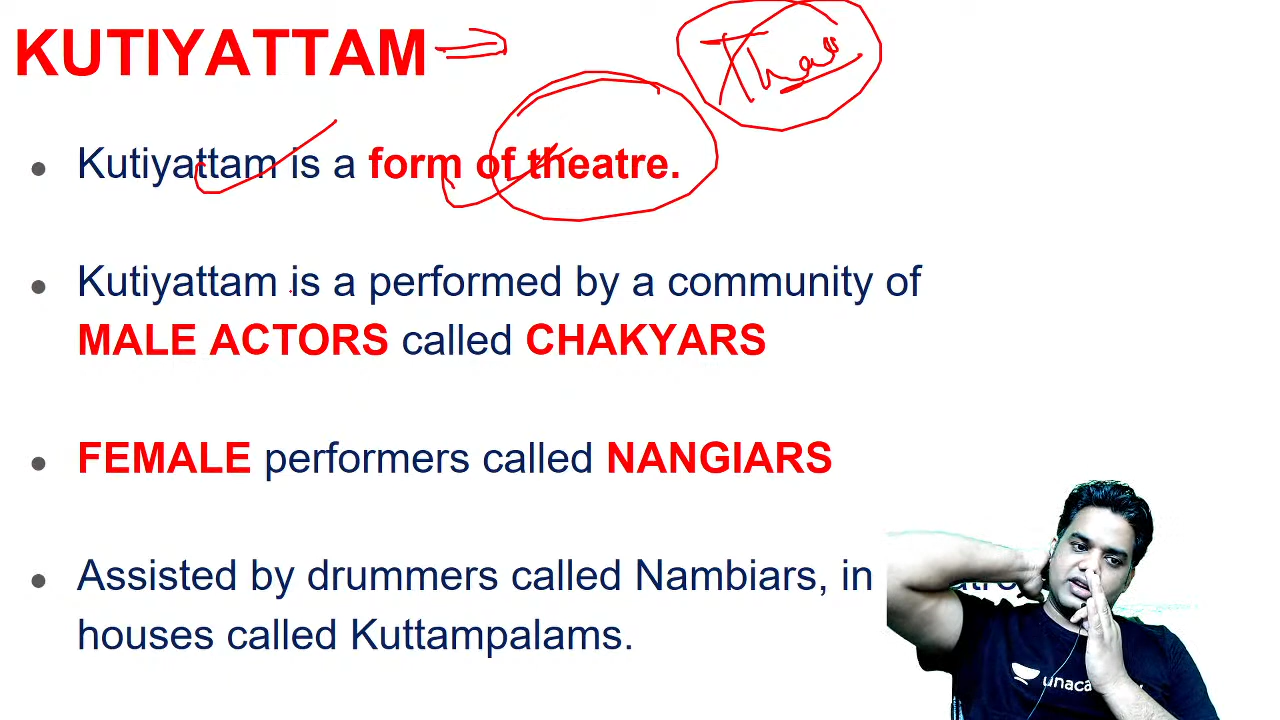 KUTIYATTAM
Kutiyattam is a form of theatre.
Kutiyattam is a performed by a community of
MALE ACTORS called CHAKYARS
FEMALE performers called NANGIARS
Assisted by drummers called Nambiars, in
houses called Kuttampalams.